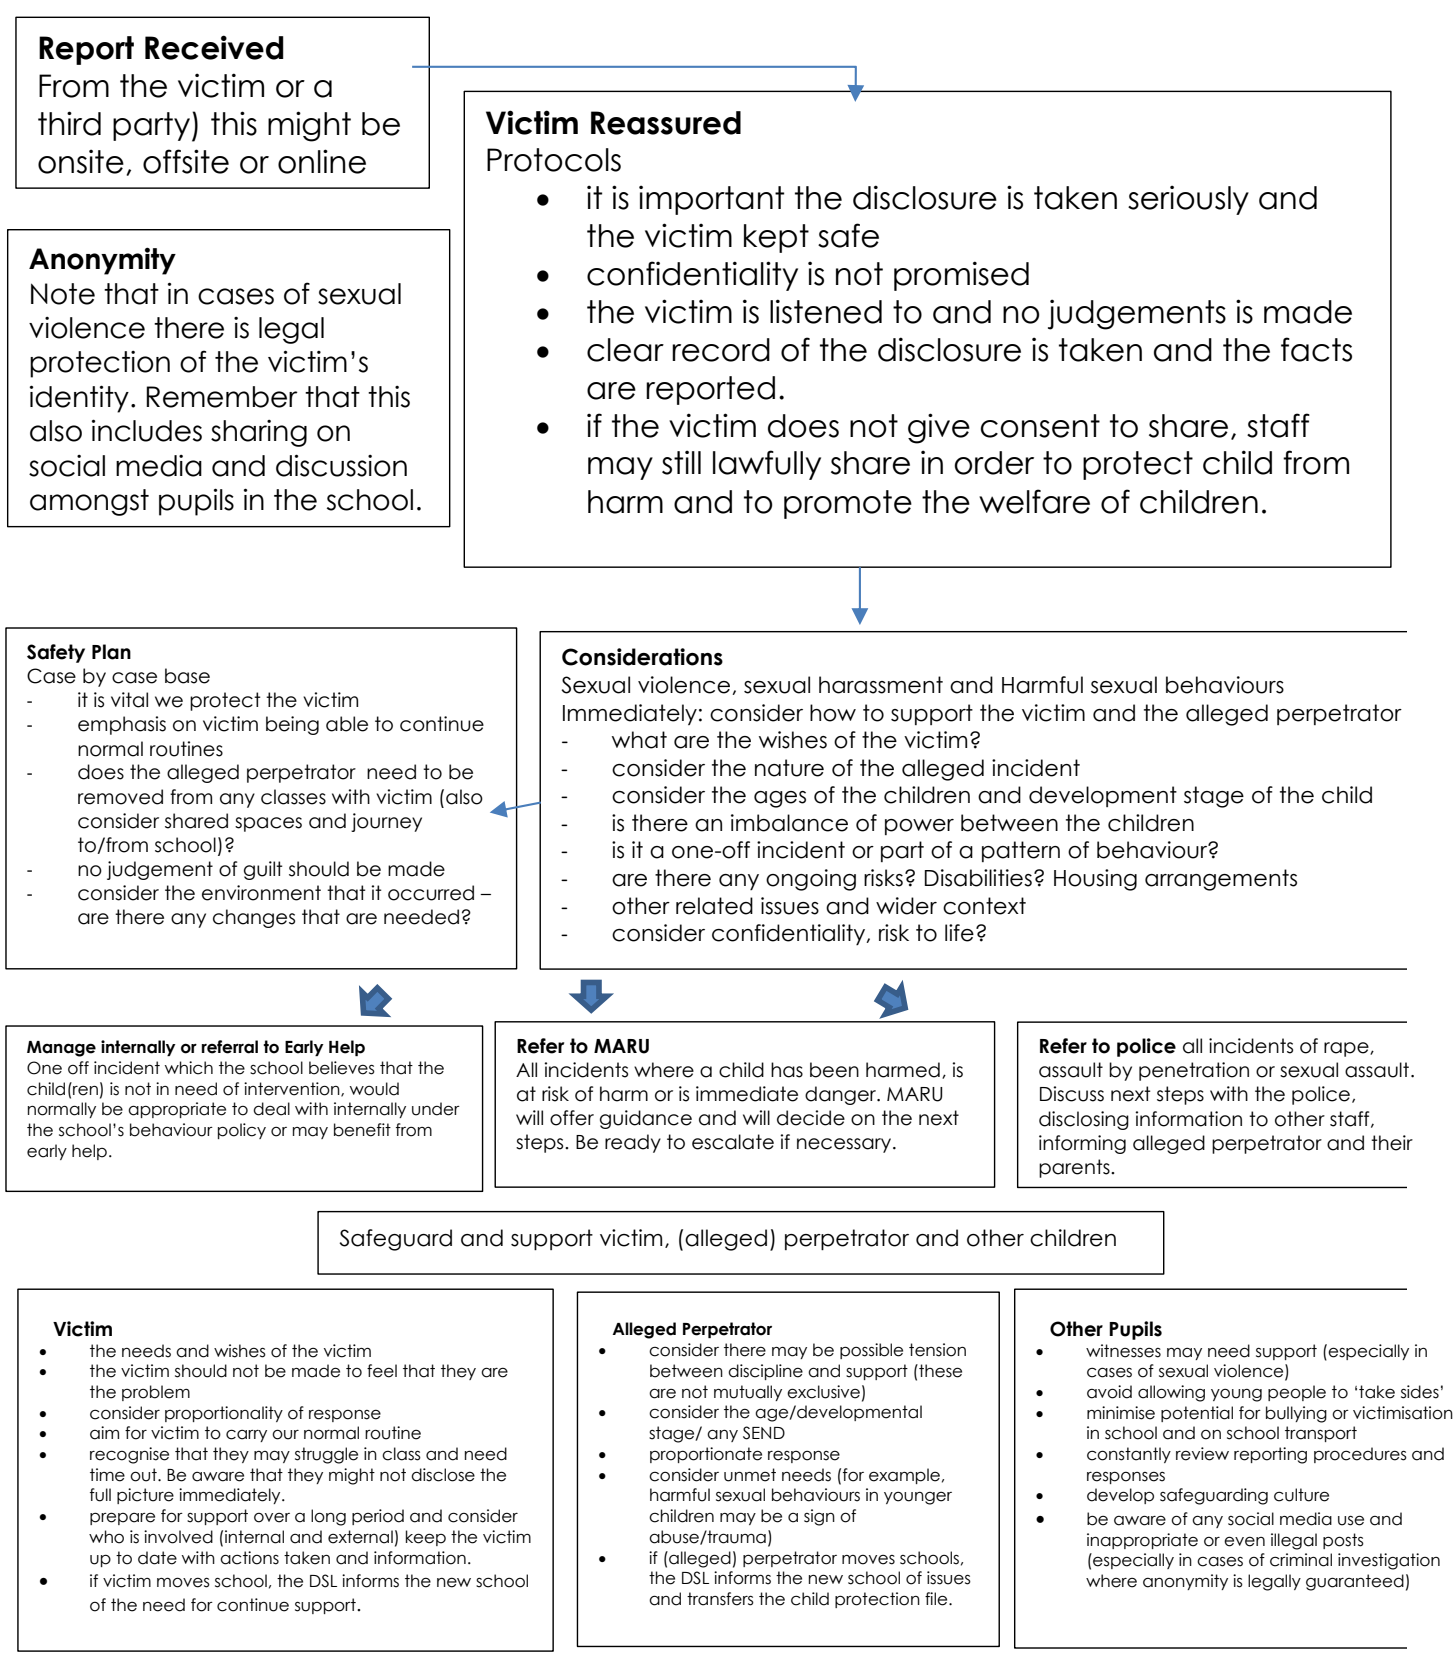 Report Received
From the victim or a
third party) this might be
onsite, offsite or online
Victim Reassured
Protocols
• it is important the disclosure is taken seriously and
the victim kept safe
• confidentiality is not promised
• the victim is listened to and no judgements is made
• clear record of the disclosure is taken and the facts
are reported.
• if the victim does not give consent to share, staff
may still lawfully share in order to protect child from
harm and to promote the welfare of children.
Anonymity
Note that in cases of sexual
violence there is legal
protection of the victim’s
identity. Remember that this
also includes sharing on
social media and discussion
amongst pupils in the school.
Safety Plan
Case by case base
- it is vital we protect the victim
- emphasis on victim being able to continue
normal routines
- does the alleged perpetrator need to be
removed from any classes with victim (also
consider shared spaces and journey
to/from school)?
- no judgement of guilt should be made
- consider the environment that it occurred –
are there any changes that are needed?
Considerations
Sexual violence, sexual harassment and Harmful sexual behaviours
Immediately: consider how to support the victim and the alleged perpetrator
- what are the wishes of the victim?
- consider the nature of the alleged incident
- consider the ages of the children and development stage of the child
- is there an imbalance of power between the children
- is it a one-off incident or part of a pattern of behaviour?
- are there any ongoing risks? Disabilities? Housing arrangements
- other related issues and wider context
- consider confidentiality, risk to life?
Manage internally or referral to Early Help
One off incident which the school believes that the
child(ren) is not in need of intervention, would
normally be appropriate to deal with internally under
the school’s behaviour policy or may benefit from
early help.
Refer to MARU
All incidents where a child has been harmed, is
at risk of harm or is immediate danger. MARU
will offer guidance and will decide on the next
steps. Be ready to escalate if necessary.
Refer to police all incidents of rape,
assault by penetration or sexual assault.
Discuss next steps with the police,
disclosing information to other staff,
informing alleged perpetrator and their
parents.
Safeguard and support victim, (alleged) perpetrator and other children
Victim
• the needs and wishes of the victim
• the victim should not be made to feel that they are
the problem
• consider proportionality of response
• aim for victim to carry our normal routine
• recognise that they may struggle in class and need
time out. Be aware that they might not disclose the
full picture immediately.
• prepare for support over a long period and consider
who is involved (internal and external) keep the victim
up to date with actions taken and information.
• if victim moves school, the DSL informs the new school
of the need for continue support.
Alleged Perpetrator
• consider there may be possible tension
between discipline and support (these
are not mutually exclusive)
• consider the age/developmental
stage/ any SEND
• proportionate response
• consider unmet needs (for example,
harmful sexual behaviours in younger
children may be a sign of
abuse/trauma)
• if (alleged) perpetrator moves schools,
the DSL informs the new school of issues
and transfers the child protection file.
Other Pupils
• witnesses may need support (especially in
cases of sexual violence)
• avoid allowing young people to ‘take sides’
• minimise potential for bullying or victimisation
in school and on school transport
• constantly review reporting procedures and
responses
• develop safeguarding culture
• be aware of any social media use and
inappropriate or even illegal posts
(especially in cases of criminal investigation
where anonymity is legally guaranteed)